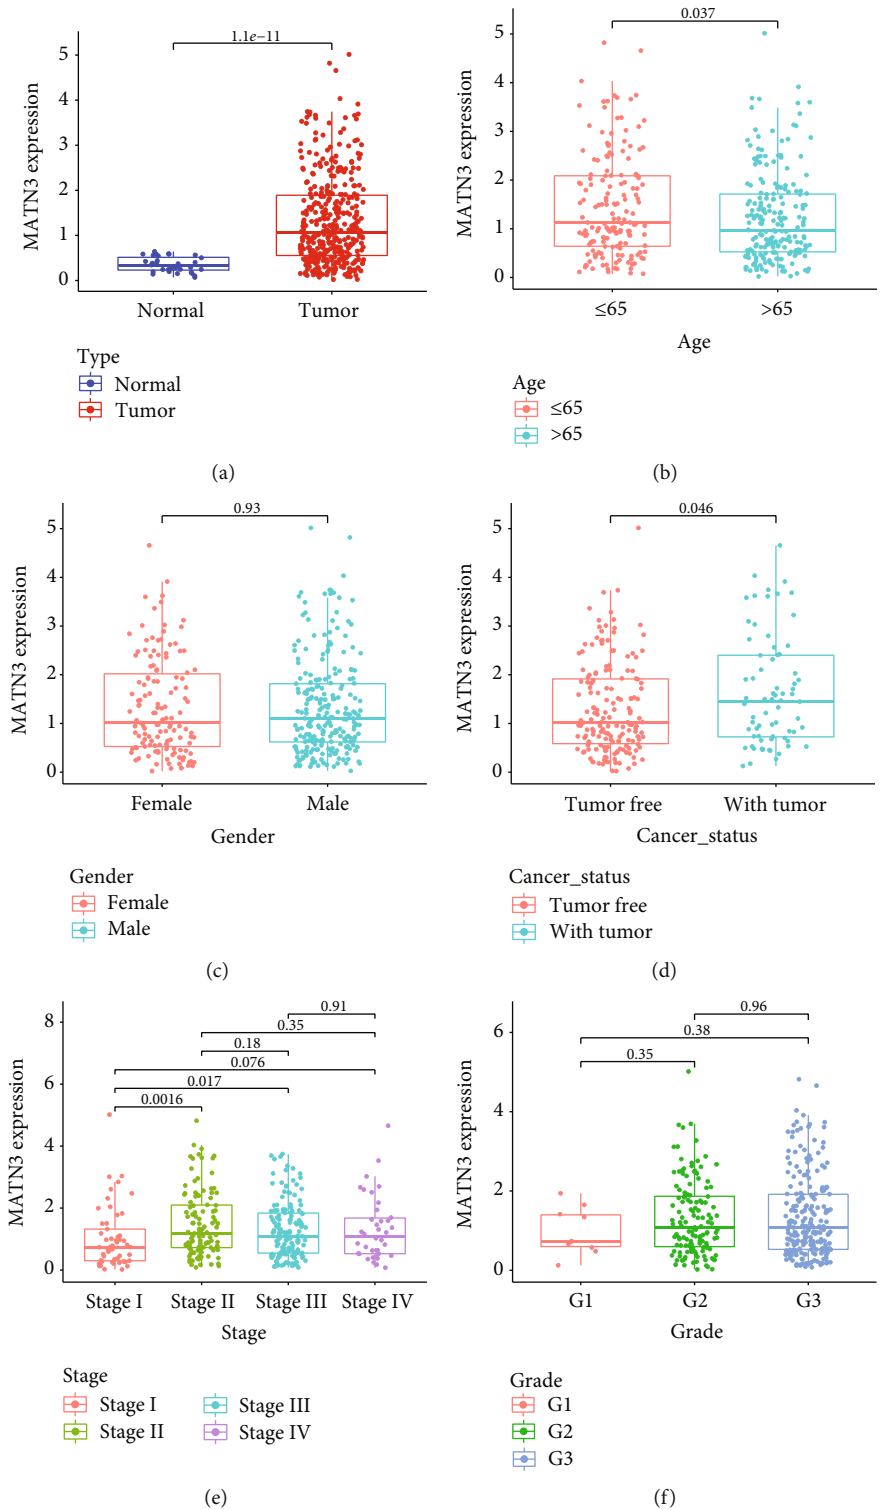 1.1e−11
MATN3 expression
5
4
3
2
1
0
Normal
Tumor
Type
Normal
Tumor
(a)
0.037
MATN3 expression
5
4
3
2
1
0
≤65
>65
Age
Age
≤65
>65
(b)
0.93
MATN3 expression
5
4
3
2
1
0
Female
Male
Gender
Gender
Female
Male
(c)
0.046
MATN3 expression
5
4
3
2
1
0
Tumor free
With tumor
Cancer_status
Cancer_status
Tumor free
With tumor
(d)
0.91
0.35
0.18
0.076
0.017
0.0016
MATN3 expression
8
6
4
2
0
Stage I
Stage II
Stage III
Stage IV
Stage
Stage
Stage I
Stage III
Stage II
Stage IV
(e)
0.96
0.38
0.35
MATN3 expression
6
4
2
0
G1
G2
G3
Grade
Grade
G1
G2
G3
(f)